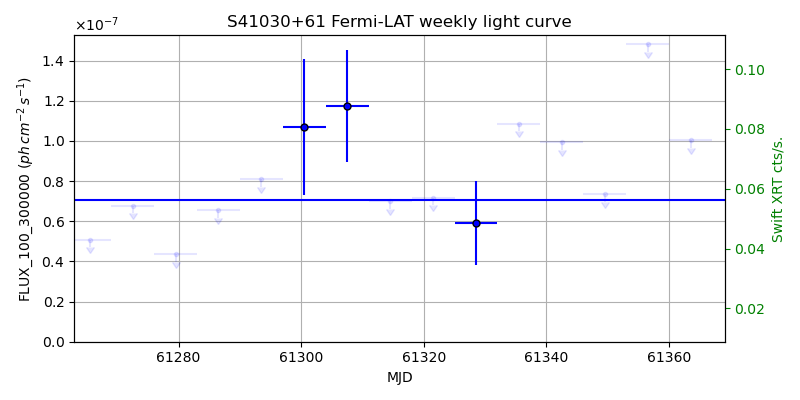 S41030+61 Fermi-LAT weekly light curve
×10⁻⁷
1.4
1.2
1.0
0.8
0.6
0.4
0.2
0.0
FLUX_100_300000 (ph cm⁻² s⁻¹)
0.10
0.08
0.06
0.04
0.02
Swift XRT cts/s.
61280 61300 61320 61340 61360
MJD